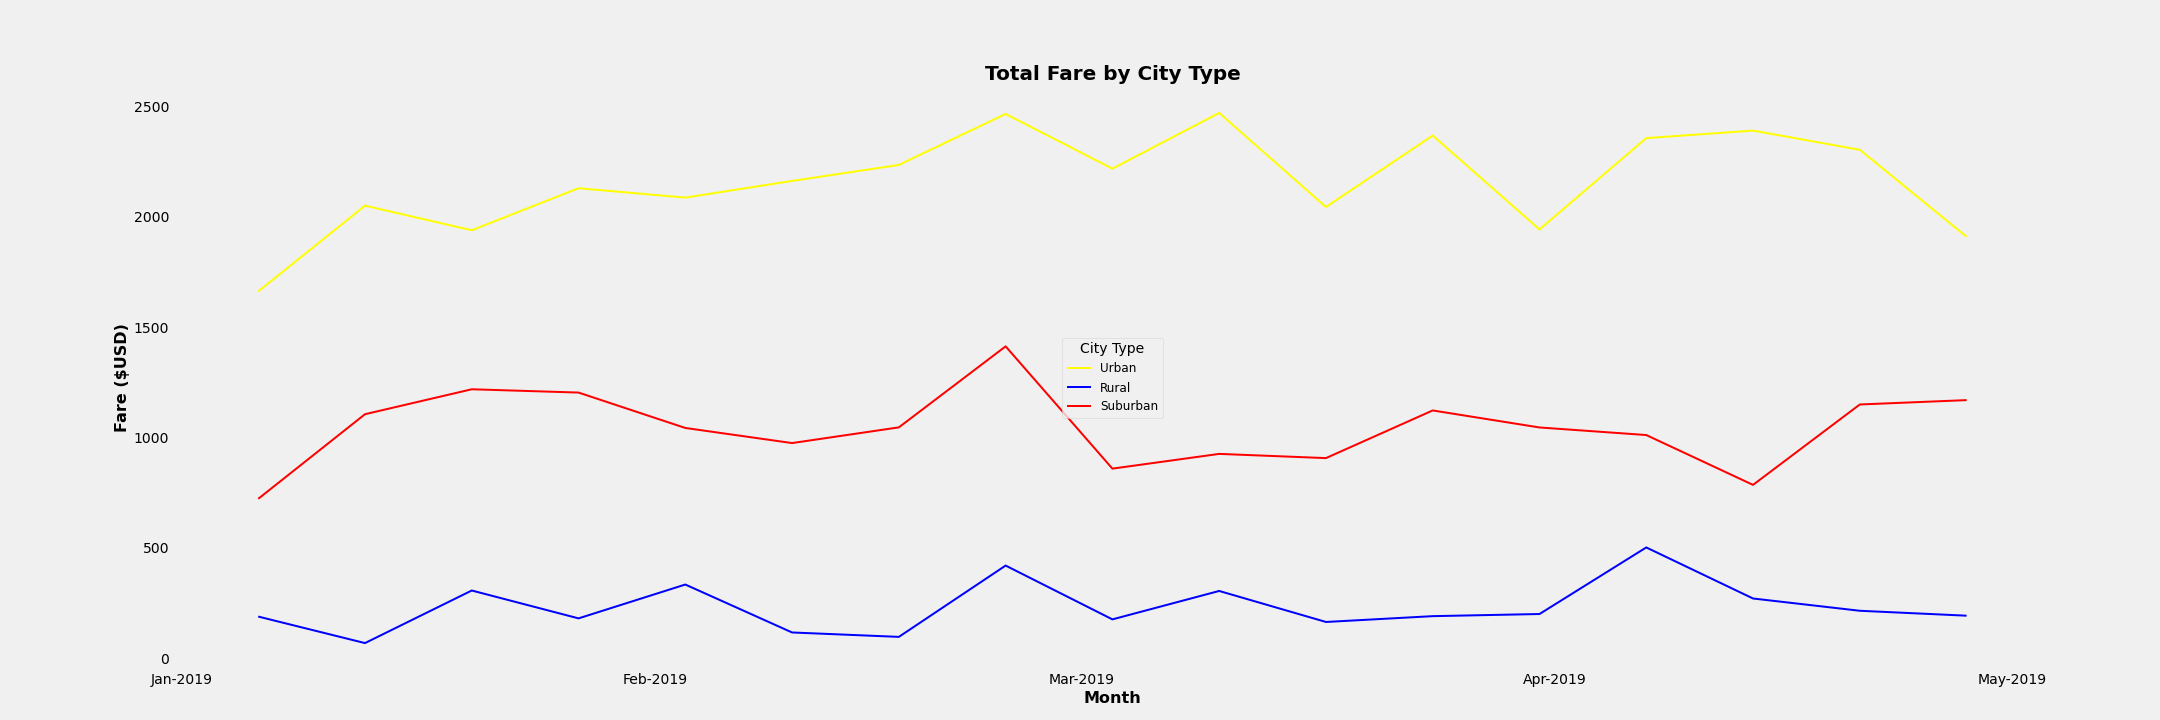 Total Fare by City Type
2500
2000
1500
1000
500
0
Fare ($USD)
City Type
Urban
Rural
Suburban
Jan-2019 Feb-2019 Mar-2019 Apr-2019 May-2019
Month